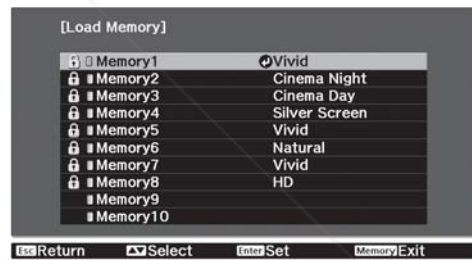 [Load Memory]
Memory1 Vivid
Memory2 Cinema Night
Memory3 Cinema Day
Memory4 Silver Screen
Memory5 Vivid
Memory6 Natural
Memory7 Vivid
Memory8 HD
Memory9
Memory10
Esc Return Select Enter Set Memory Exit